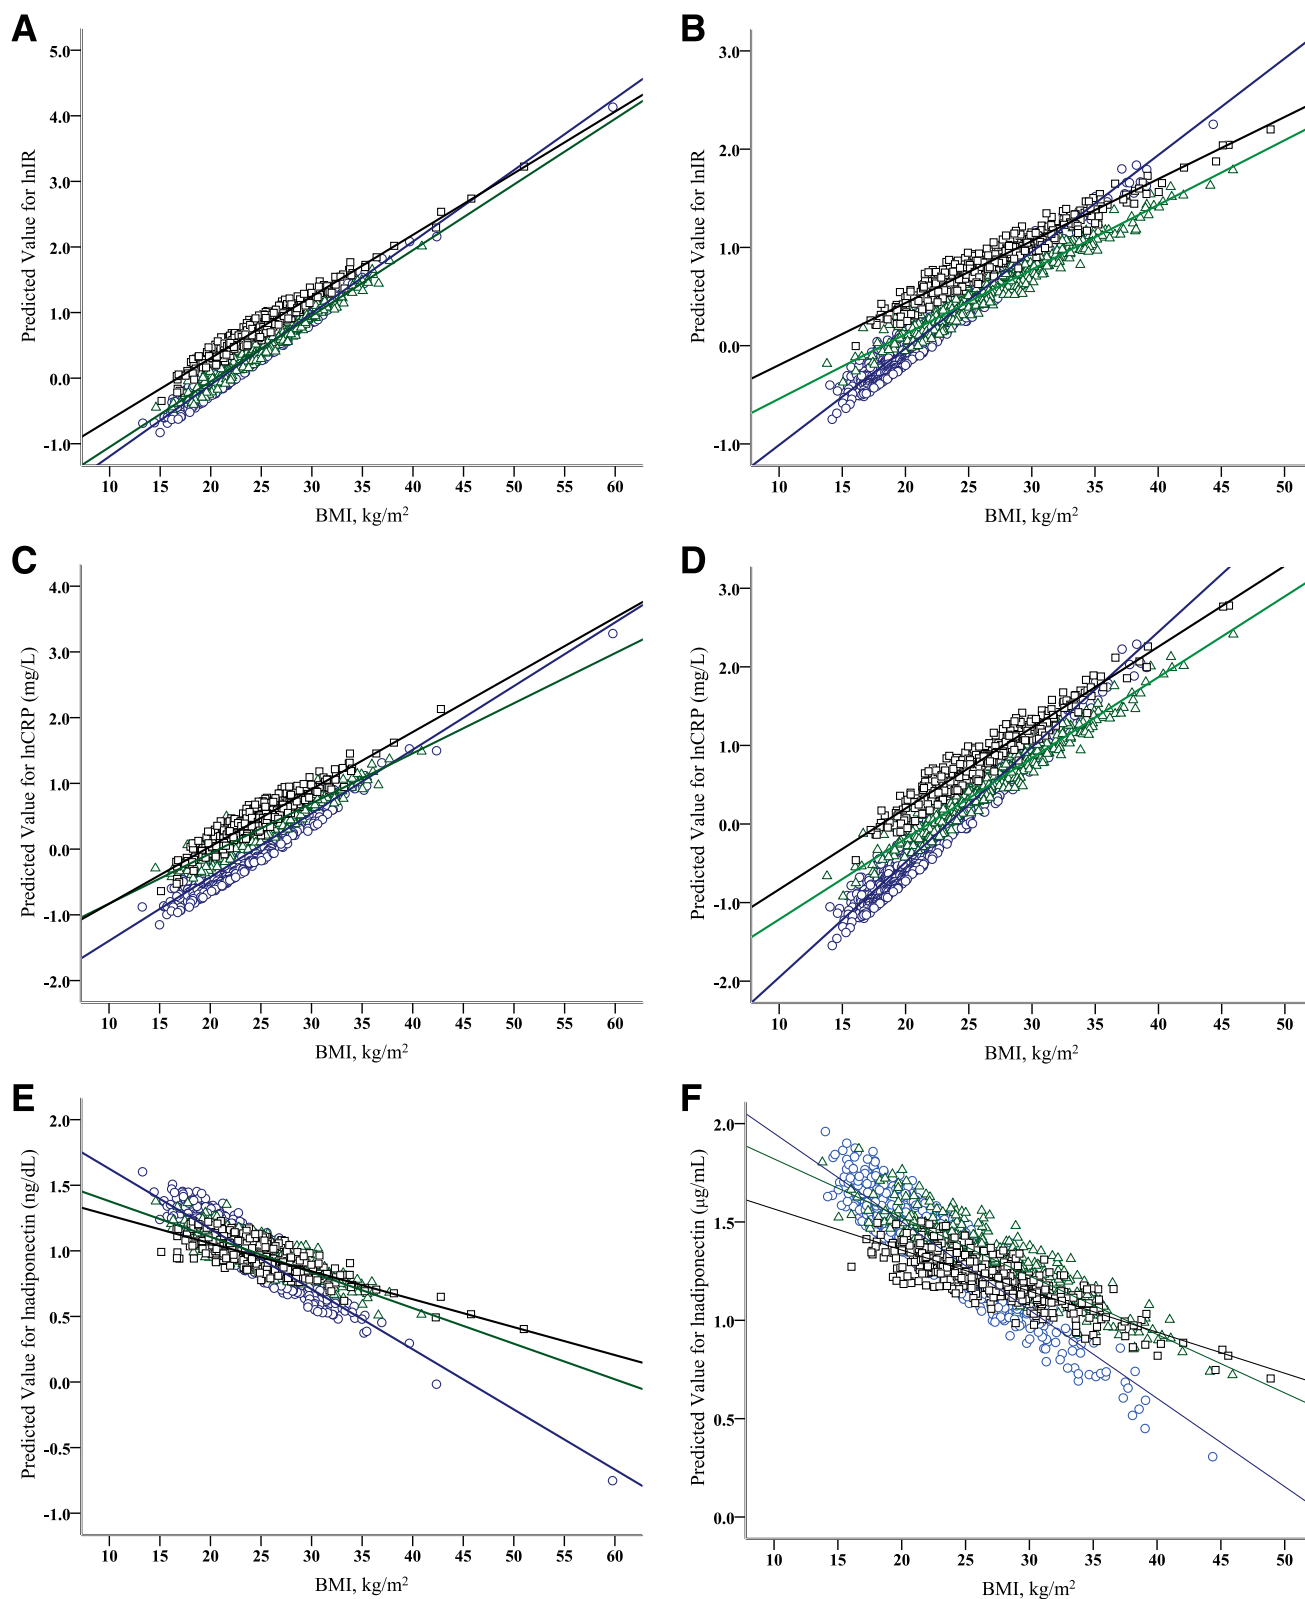 A
Predicted Value for lnIR
5.0
4.0
3.0
2.0
1.0
0.0
-1.0
10 15 20 25 30 35 40 45 50 55 60
BMI, kg/m²
B
Predicted Value for lnIR
3.0
2.0
1.0
0.0
-1.0
10 15 20 25 30 35 40 45 50
BMI, kg/m²
C
Predicted Value for lnCRP (mg/L)
4.0
3.0
2.0
1.0
0.0
-1.0
-2.0
10 15 20 25 30 35 40 45 50 55 60
BMI, kg/m²
D
Predicted Value for lnCRP (mg/L)
3.0
2.0
1.0
0.0
-1.0
-2.0
10 15 20 25 30 35 40 45 50
BMI, kg/m²
E
Predicted Value for lnadiponectin (ng/dL)
2.0
1.5
1.0
0.5
0.0
-0.5
-1.0
10 15 20 25 30 35 40 45 50 55 60
BMI, kg/m²
F
Predicted Value for lnadiponectin (µg/mL)
2.0
1.5
1.0
0.5
0.0
10 15 20 25 30 35 40 45 50
BMI, kg/m²